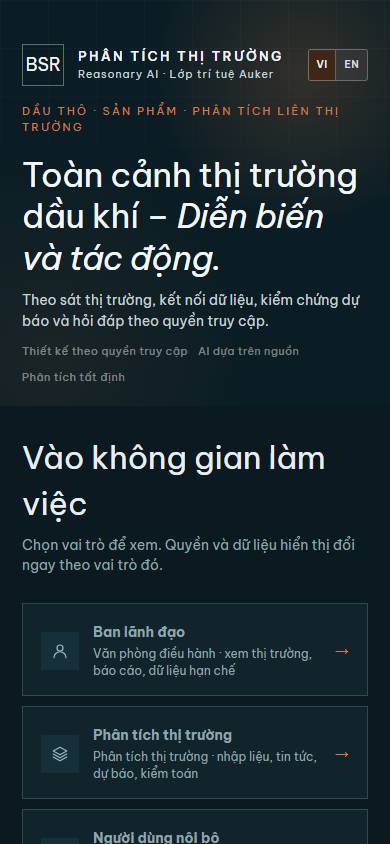 BSR
PHÂN TÍCH THỊ TRƯỜNG
Reasonary AI · Lớp trí tuệ Auker
VI
EN
DẦU THÔ · SẢN PHẨM · PHÂN TÍCH LIÊN THỊ
TRƯỜNG
Toàn cảnh thị trường
dầu khí – Diễn biến
và tác động.
Theo sát thị trường, kết nối dữ liệu, kiểm chứng dự
báo và hỏi đáp theo quyền truy cập.
Thiết kế theo quyền truy cập AI dựa trên nguồn
Phân tích tất định
Vào không gian làm
việc
Chọn vai trò để xem. Quyền và dữ liệu hiển thị đổi
ngay theo vai trò đó.
Ban lãnh đạo
Văn phòng điều hành · xem thị trường,
báo cáo, dữ liệu hạn chế
→
Phân tích thị trường
Phân tích thị trường · nhập liệu, tin tức,
dự báo, kiểm toán
→
Người dùng nội bộ